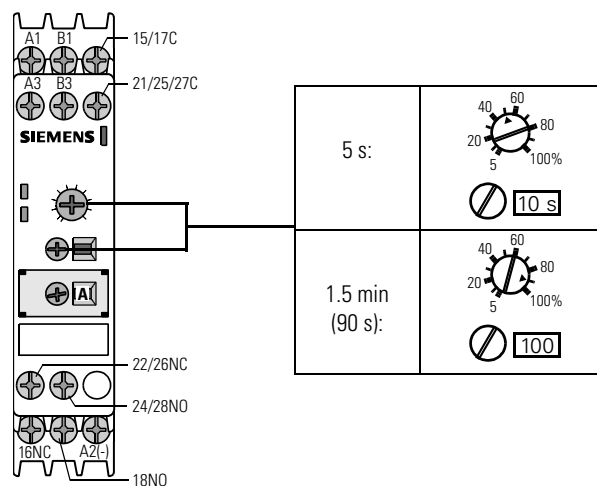 A1 B1
15/17C
A3 B3
21/25/27C
SIEMENS
[A]
22/26NC
24/28NO
16NC A2(-)
18NO
5 s:
5 20 40 60 80 100%
10 s
1.5 min
(90 s):
5 20 40 60 80 100%
100